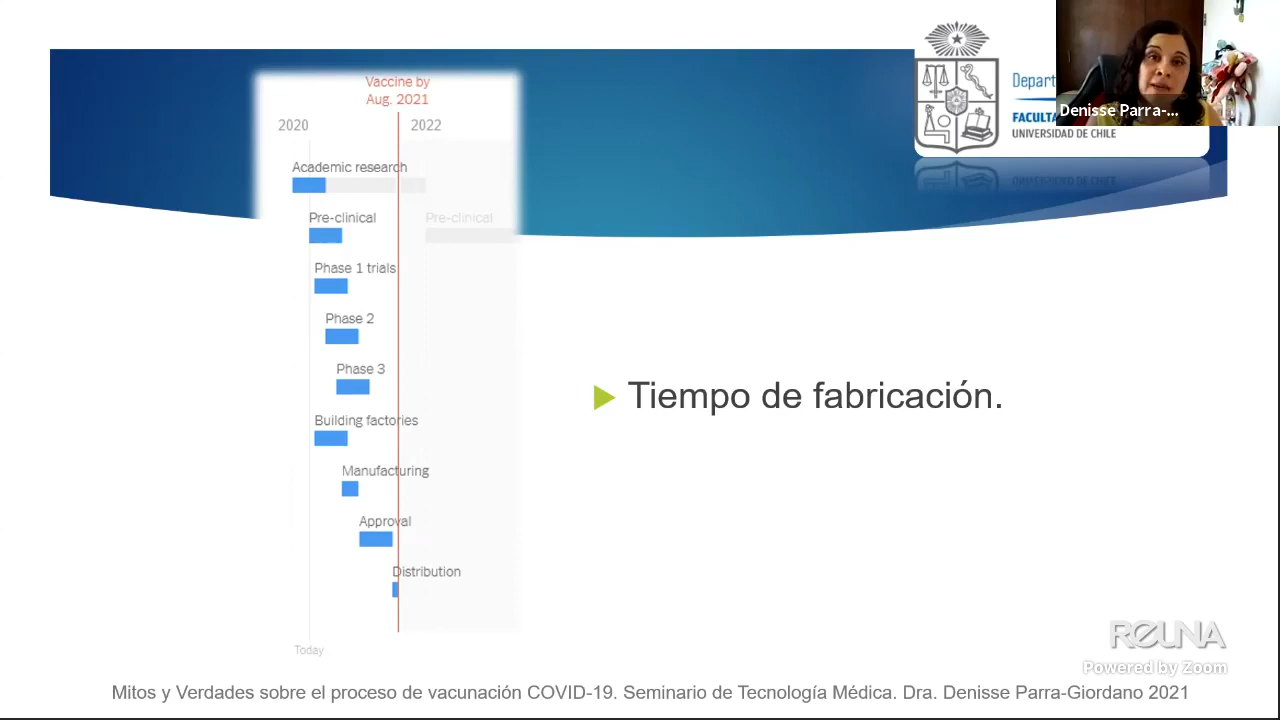 Vaccine by
Aug. 2021
2020
2022
Academic research
Pre-clinical
Pre-clinical
Phase 1 trials
Phase 2
Phase 3
Building factories
Manufacturing
Approval
Distribution
Today
Tiempo de fabricación.
Depart
FACULTA
UNIVERSIDAD DE CHILE
Denisse Parra-...
REUNA
Powered by Zoom
Mitos y Verdades sobre el proceso de vacunación COVID-19. Seminario de Tecnología Médica. Dra. Denisse Parra-Giordano 2021